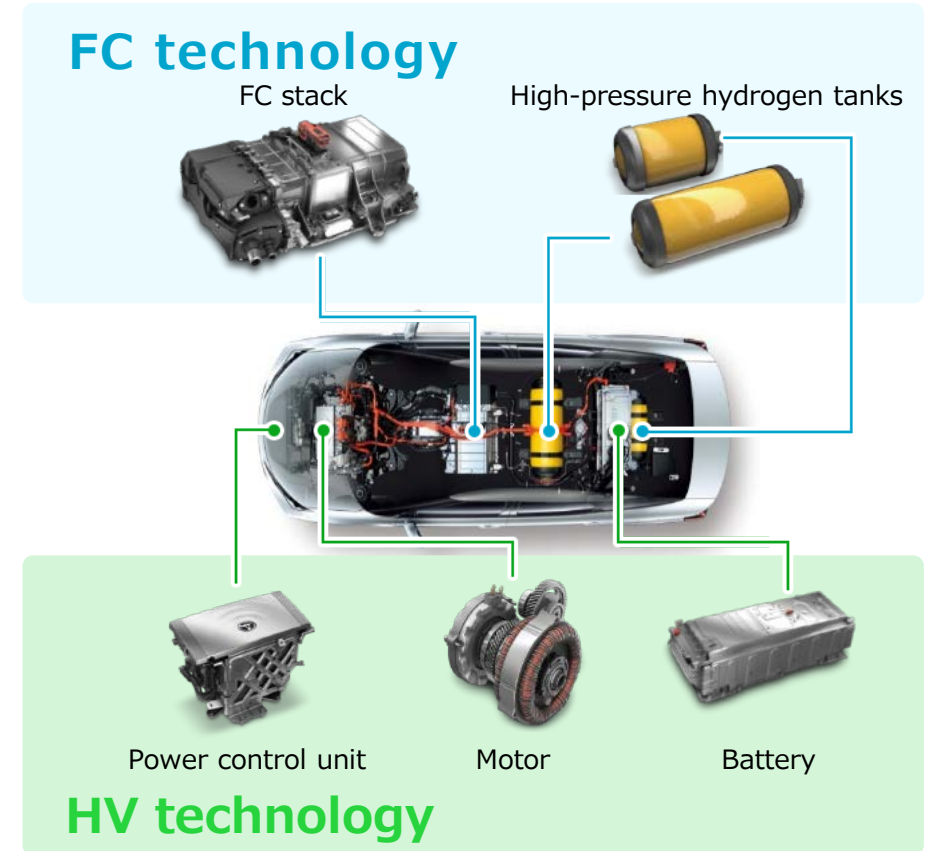 FC technology
FC stack
High-pressure hydrogen tanks
Power control unit
Motor
Battery
HV technology